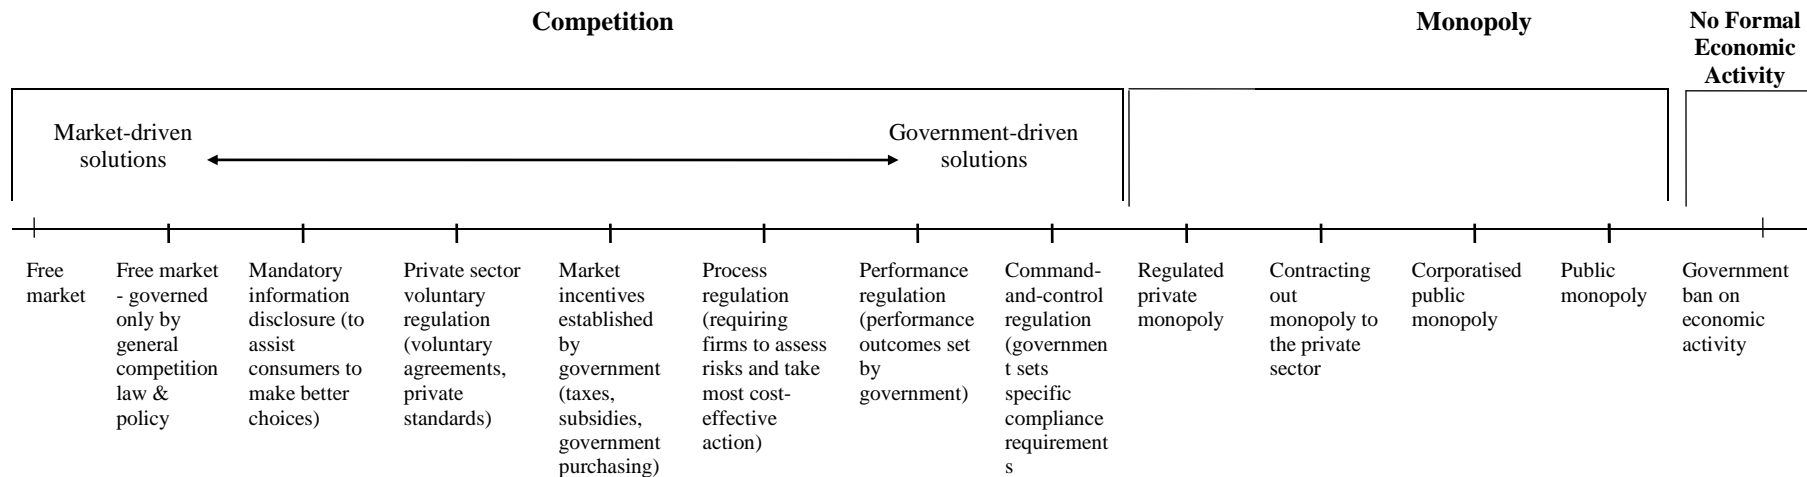 Competition
Monopoly
No Formal
Economic
Activity
Market-driven
solutions
Government-driven
solutions
Free
market
Free market
- governed
only by
general
competition
law &
policy
Mandatory
information
disclosure (to
assist
consumers to
make better
choices)
Private sector
voluntary
regulation
(voluntary
agreements,
private
standards)
Market
incentives
established
by
government
(taxes,
subsidies,
government
purchasing)
Process
regulation
(requiring
firms to assess
risks and take
most cost-
effective
action)
Performance
regulation
(performance
outcomes set
by
government)
Command-
and-control
regulation
(governmen
t sets
specific
compliance
requirement
s
Regulated
private
monopoly
Contracting
out
monopoly to
the private
sector
Corporatised
public
monopoly
Public
monopoly
Government
ban on
economic
activity